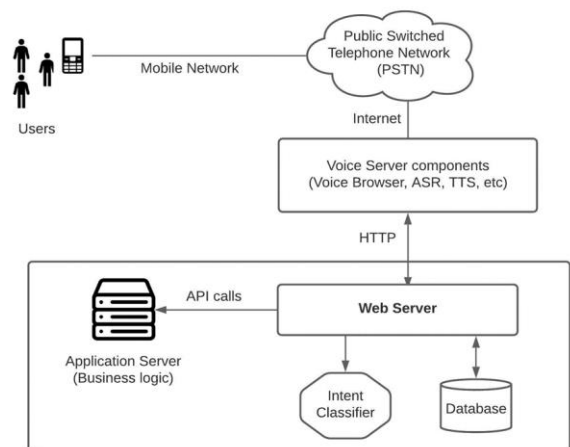 Public Switched
Telephone Network
(PSTN)
Mobile Network
Users
Internet
Voice Server components
(Voice Browser, ASR, TTS, etc)
HTTP
API calls
Web Server
Application Server
(Business logic)
Intent
Classifier
Database